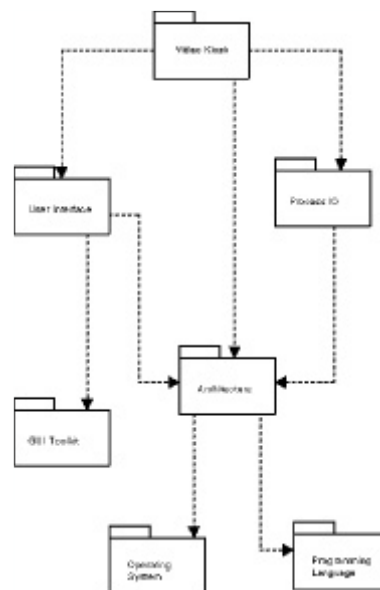 Video Kiosk
User Interface
Process IO
Architecture
GUI Toolkit
Operating
System
Programming
Language